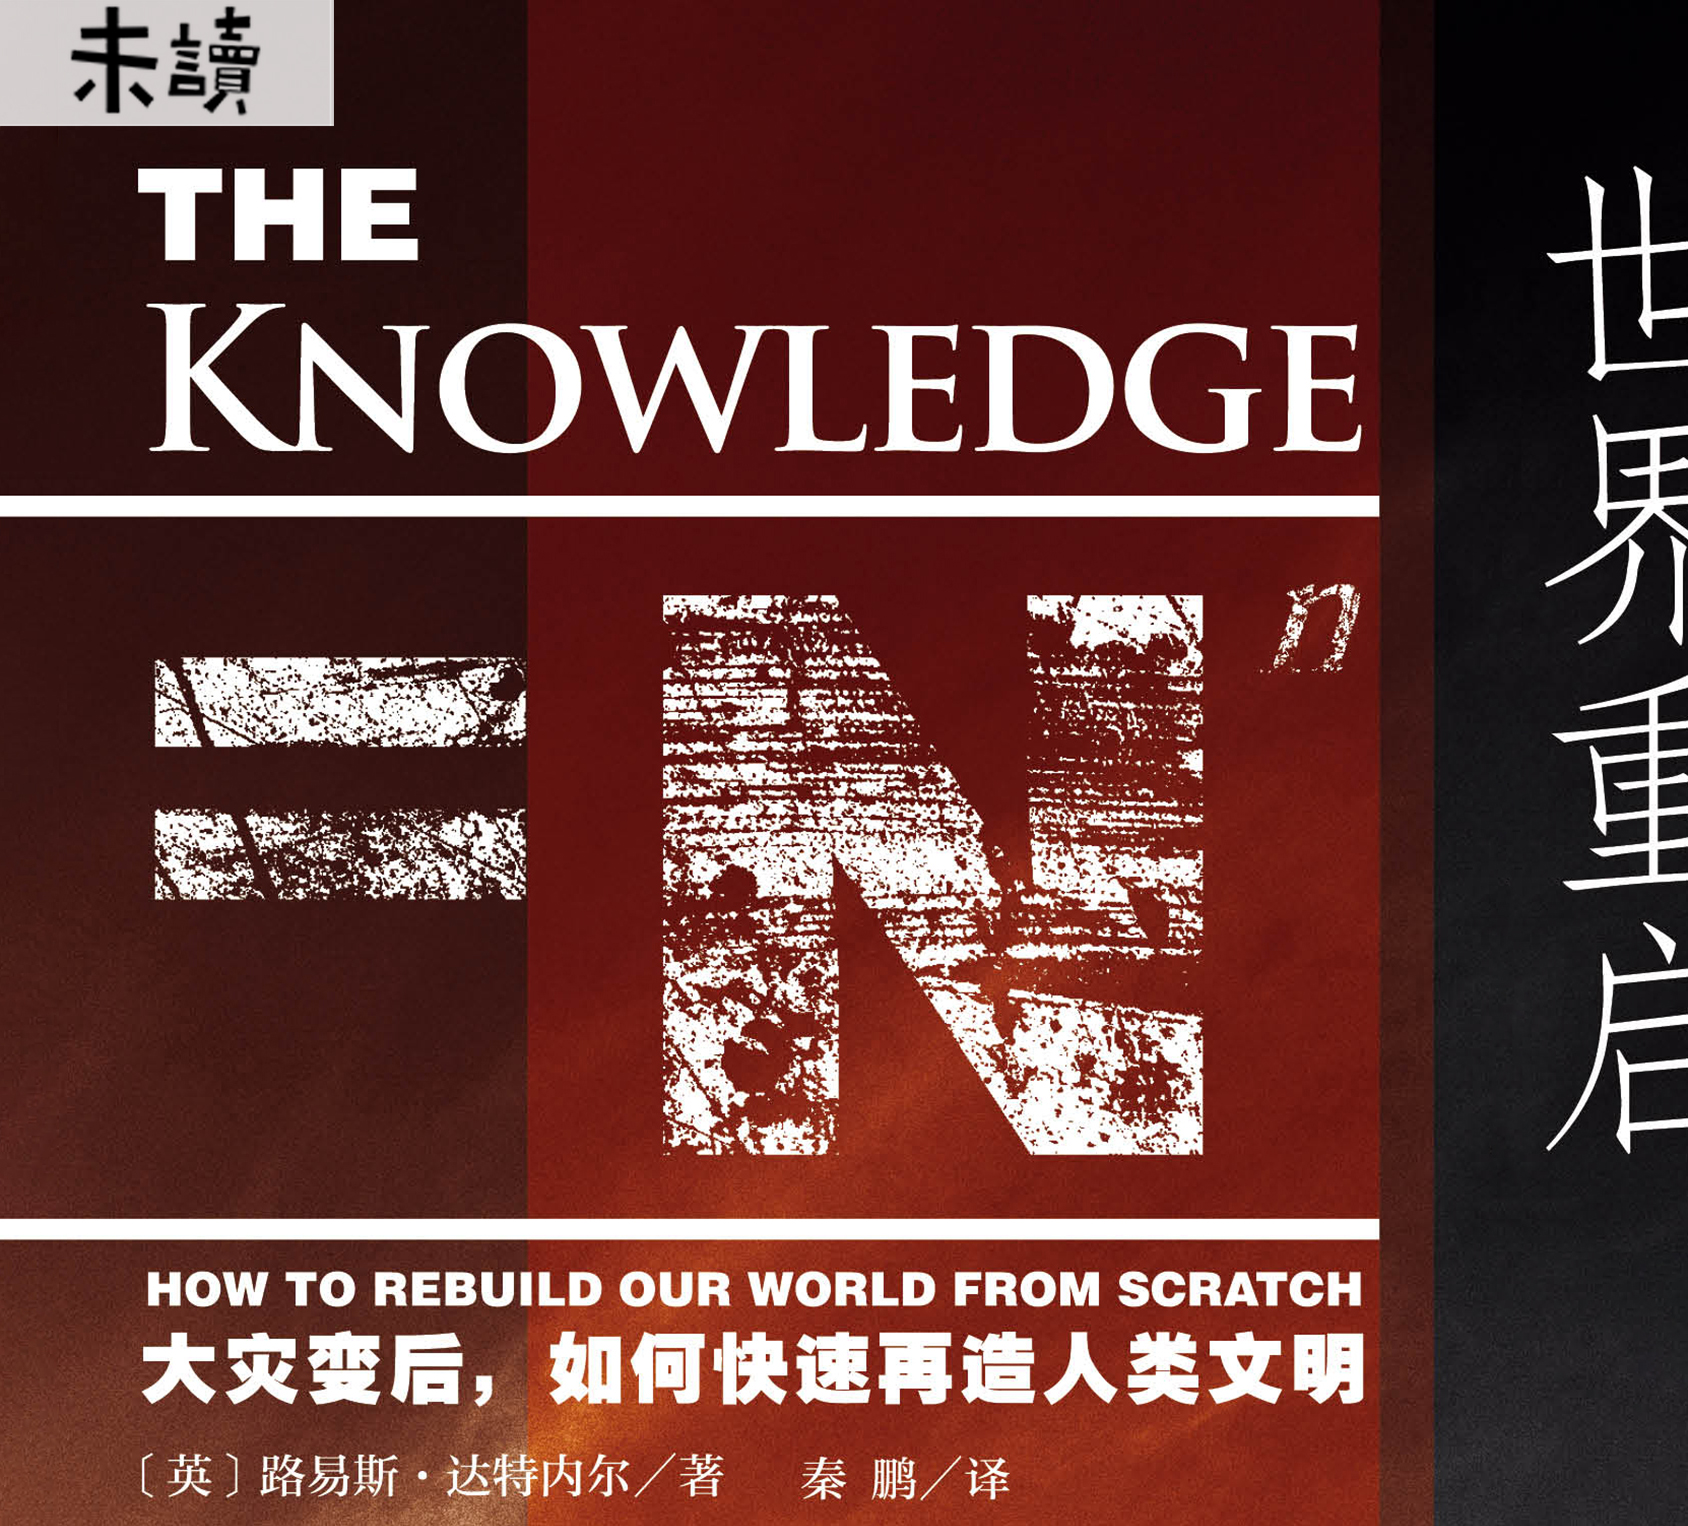 未讀
THE
KNOWLEDGE
=N^n
HOW TO REBUILD OUR WORLD FROM SCRATCH
大灾变后，如何快速再造人类文明
〔英〕路易斯·达特内尔／著 秦 鹏／译
世界重启